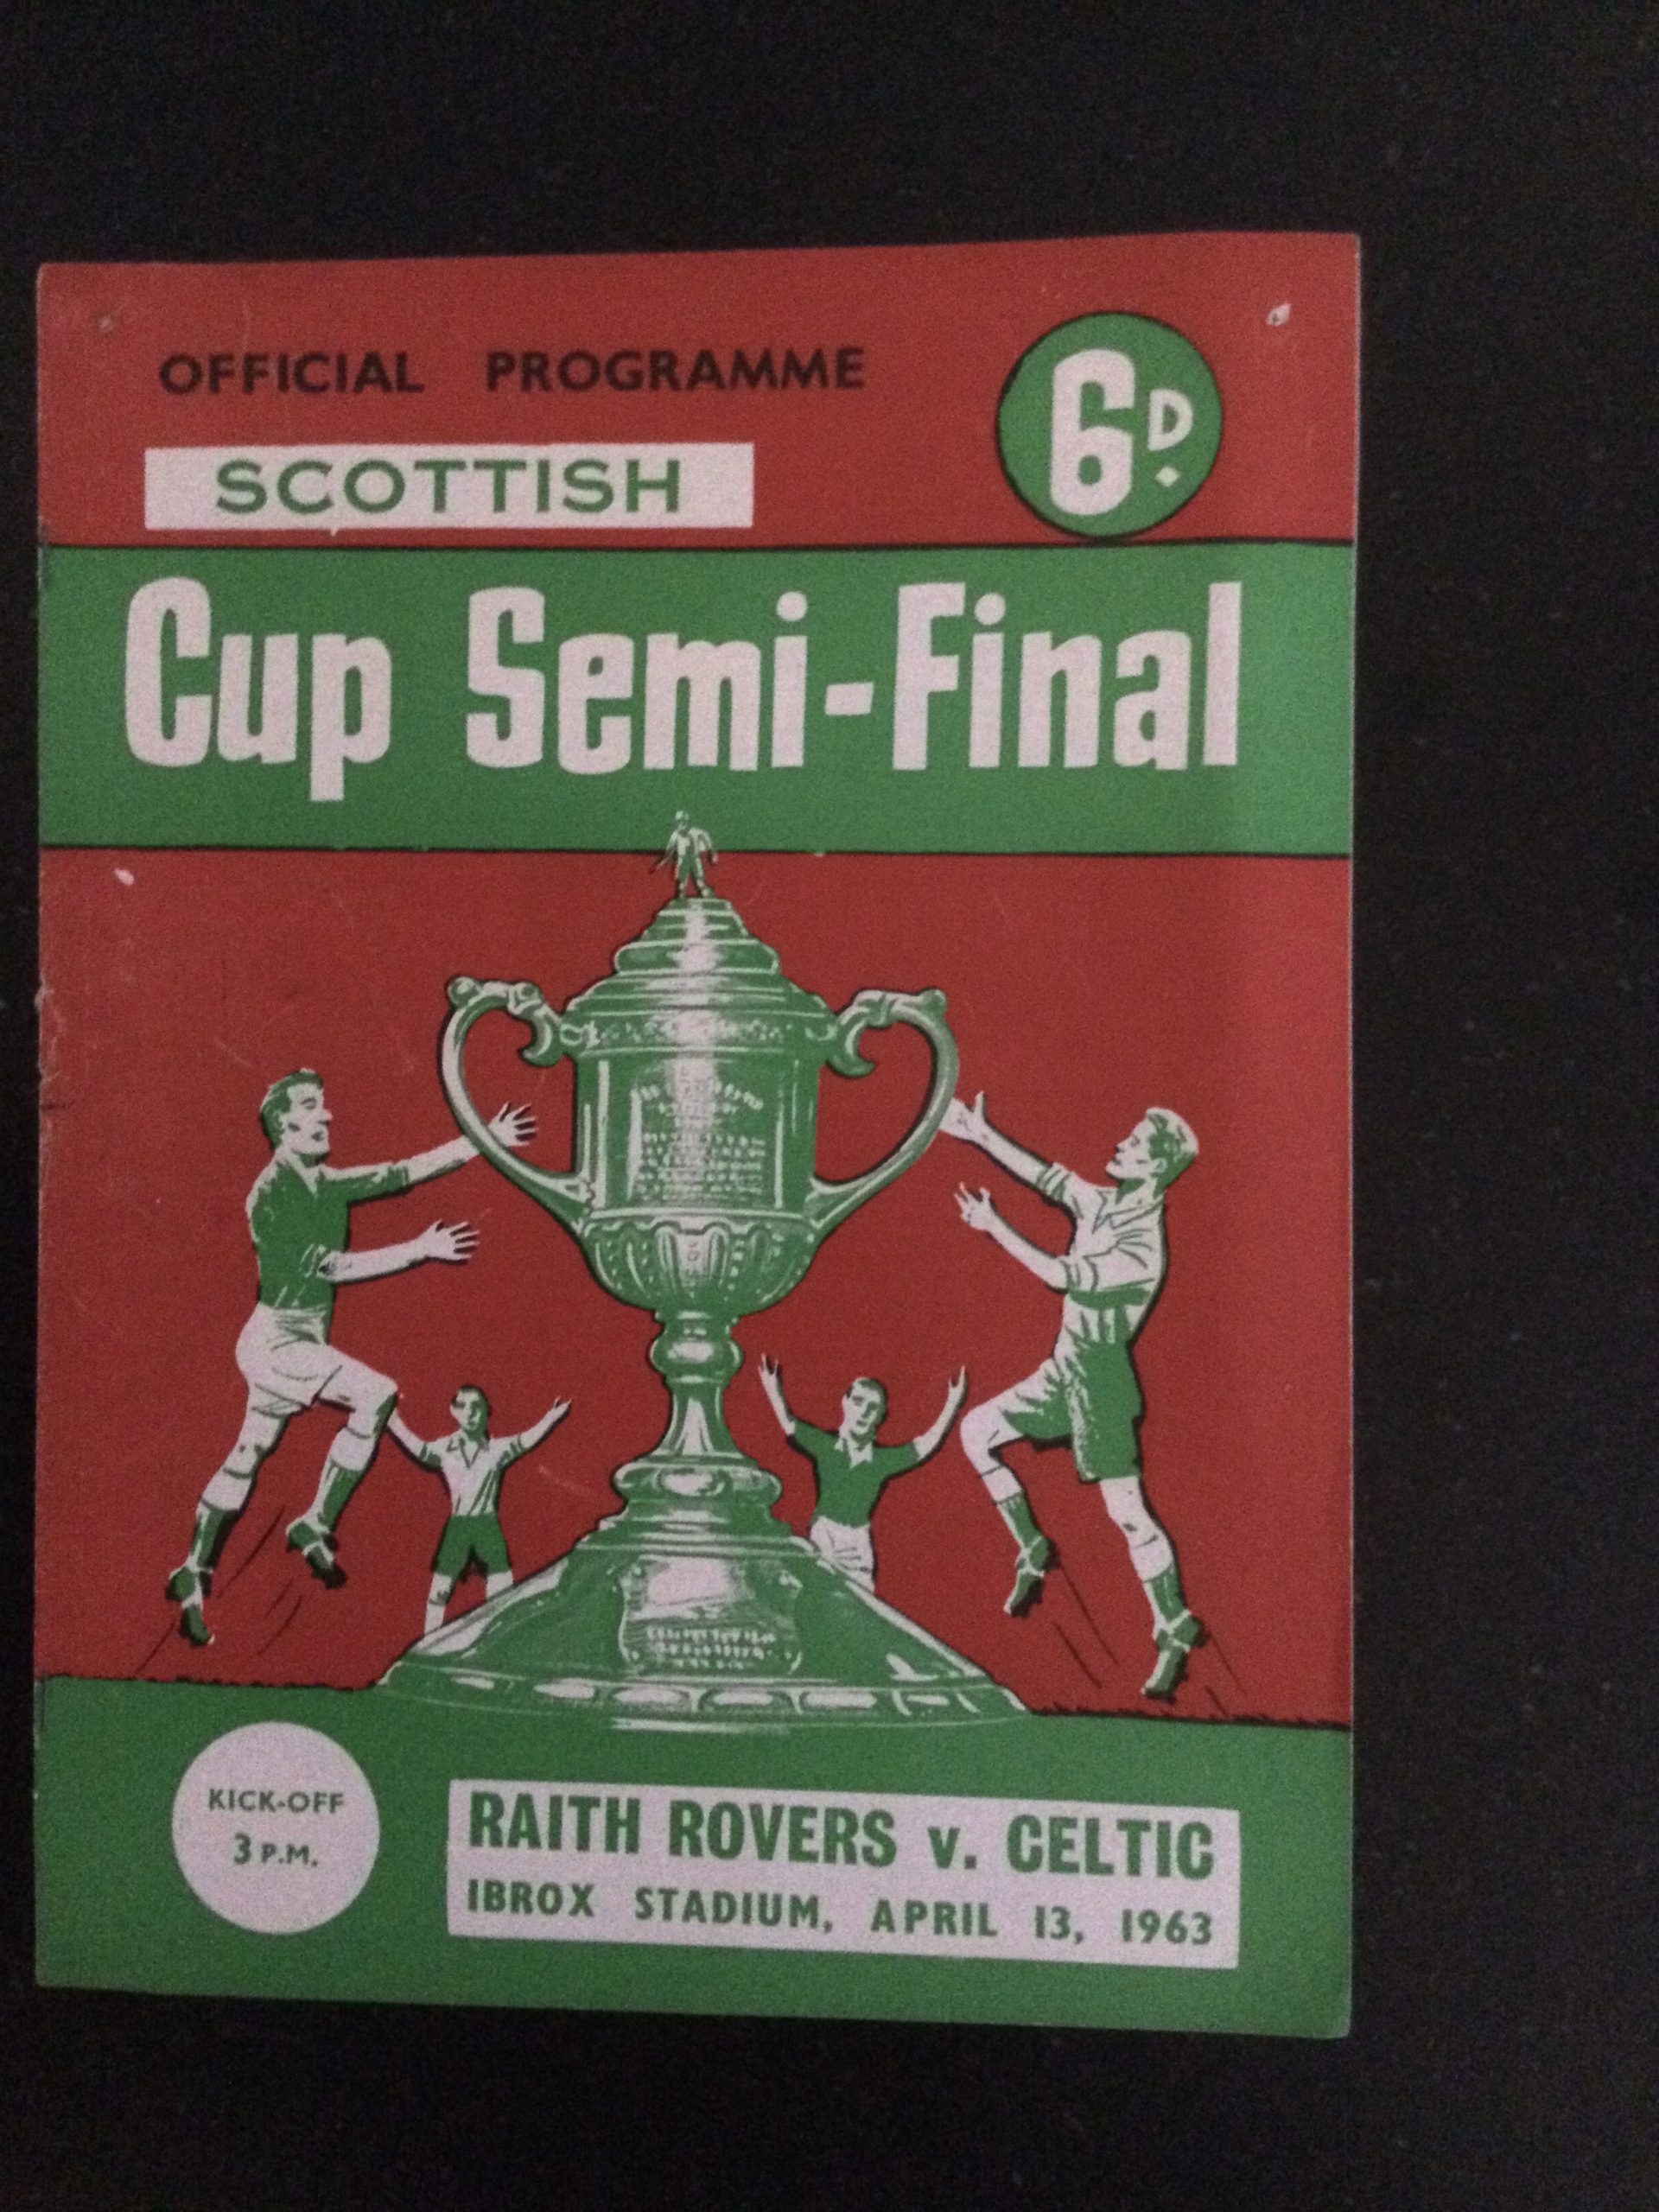 OFFICIAL PROGRAMME
6D.
SCOTTISH
Cup Semi-Final
KICK-OFF
3 P.M.
RAITH ROVERS v. CELTIC
IBROX STADIUM, APRIL 13, 1963